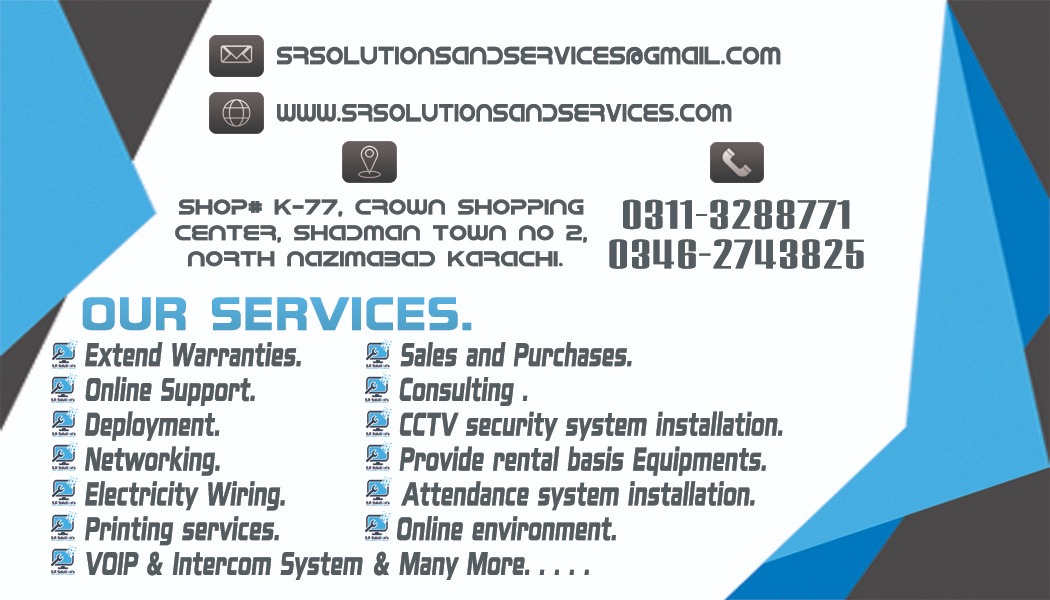 SRSOLUTIONSANDSERVICES@GMAIL.COM
WWW.SRSOLUTIONSANDSERVICES.COM
SHOP# K-77, CROWN SHOPPING
CENTER, SHADMAN TOWN NO 2,
NORTH NAZIMABAD KARACHI.
0311-3288771
0346-2743825
OUR SERVICES.
Extend Warranties.
Online Support.
Deployment.
Networking.
Electricity Wiring.
Printing services.
VOIP & Intercom System & Many More. . . . .
Sales and Purchases.
Consulting .
CCTV security system installation.
Provide rental basis Equipments.
Attendance system installation.
Online environment.